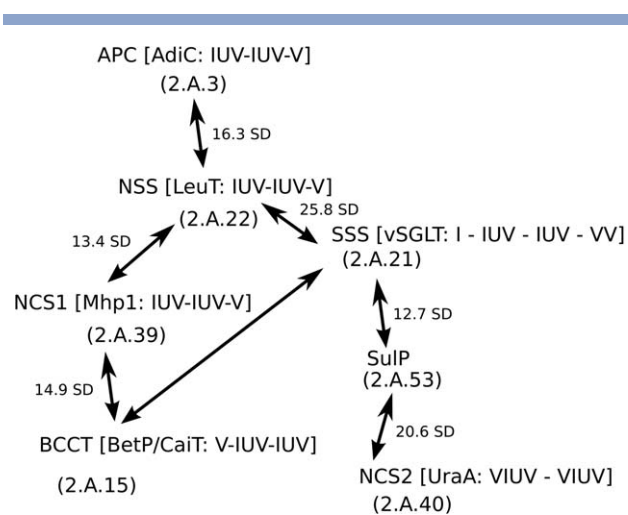 APC [AdiC: IUV-IUV-V]
(2.A.3)
16.3 SD
NSS [LeuT: IUV-IUV-V]
(2.A.22)
25.8 SD
13.4 SD
SSS [vSGLT: I - IUV - IUV - VV]
(2.A.21)
NCS1 [Mhp1: IUV-IUV-V]
(2.A.39)
12.7 SD
SulP
(2.A.53)
14.9 SD
20.6 SD
BCCT [BetP/CaiT: V-IUV-IUV]
(2.A.15)
NCS2 [UraA: VIUV - VIUV]
(2.A.40)